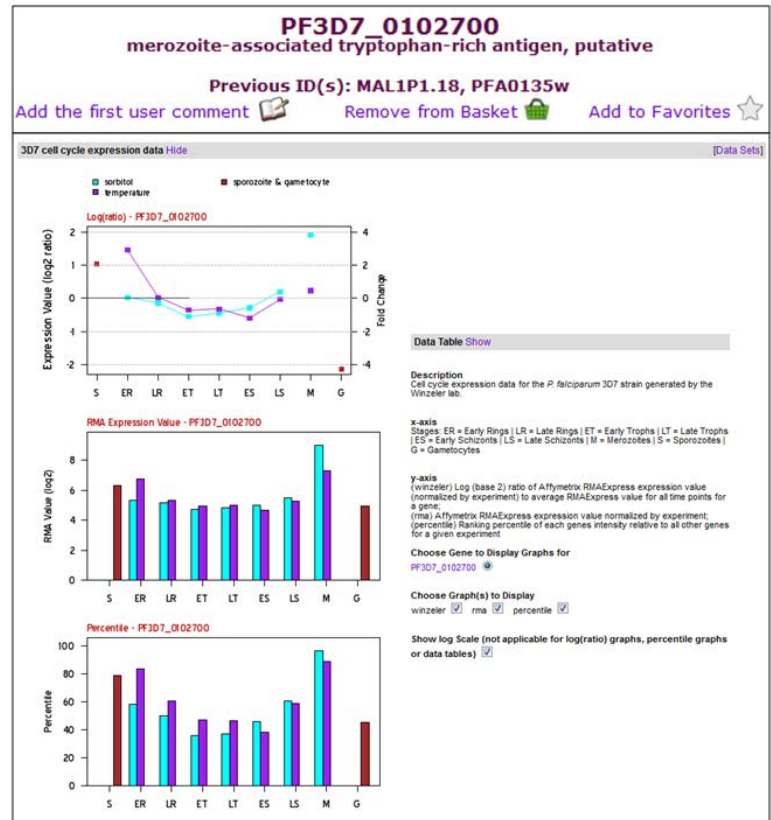 PF3D7_0102700
merozoite-associated tryptophan-rich antigen, putative
Previous ID(s): MAL1P1.18, PFA0135w
Add the first user comment Remove from Basket Add to Favorites
3D7 cell cycle expression data Hide [Data Sets]
sorbitol sporozoite & gametocyte
temperature
Log(ratio) - PF3D7_0102700
Expression Value (log2 ratio)
2 4
1 2
0 0
-1 -2
-2 -4
Fold Change
S ER LR ET LT ES LS M G
RMA Expression Value - PF3D7_0102700
RMA Value (log2)
8
6
4
2
0
S ER LR ET LT ES LS M G
Percentile - PF3D7_0102700
Percentile
100
80
60
40
20
0
S ER LR ET LT ES LS M G
Data Table Show
Description
Cell cycle expression data for the P. falciparum 3D7 strain generated by the
Winzeler lab.
x-axis
Stages: ER = Early Rings | LR = Late Rings | ET = Early Trophs | LT = Late Trophs
| ES = Early Schizonts | LS = Late Schizonts | M = Merozoites | S = Sporozoites |
G = Gametocytes
y-axis
(winzeler) Log (base 2) ratio of Affymetrix RMAExpress expression value
(normalized by experiment) to average RMAExpress value for all time points for
a gene;
(rma) Affymetrix RMAExpress expression value normalized by experiment;
(percentile) Ranking percentile of each genes intensity relative to all other genes
for a given experiment
Choose Gene to Display Graphs for
PF3D7_0102700
Choose Graph(s) to Display
winzeler rma percentile
Show log Scale (not applicable for log(ratio) graphs, percentile graphs
or data tables)